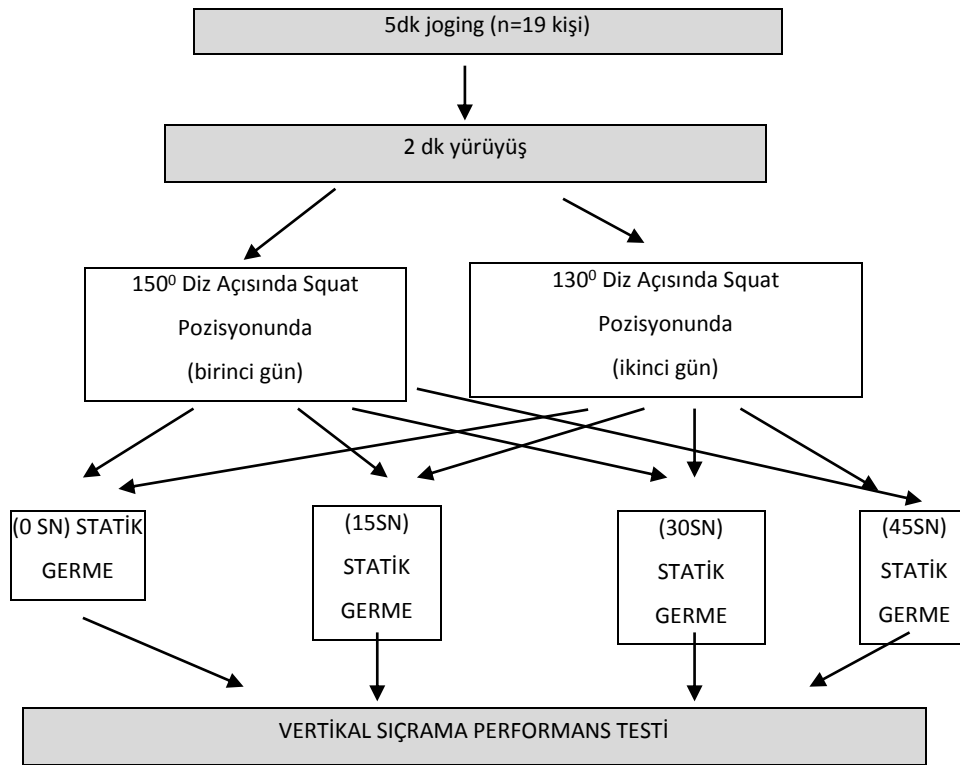 5dk joging (n=19 kişi)
2 dk yürüyüş
150⁰ Diz Açısında Squat
Pozisyonunda
(birinci gün)
130⁰ Diz Açısında Squat
Pozisyonunda
(ikinci gün)
(0 SN) STATİK
GERME
(15SN)
STATİK
GERME
(30SN)
STATİK
GERME
(45SN)
STATİK
GERME
VERTİKAL SIÇRAMA PERFORMANS TESTİ